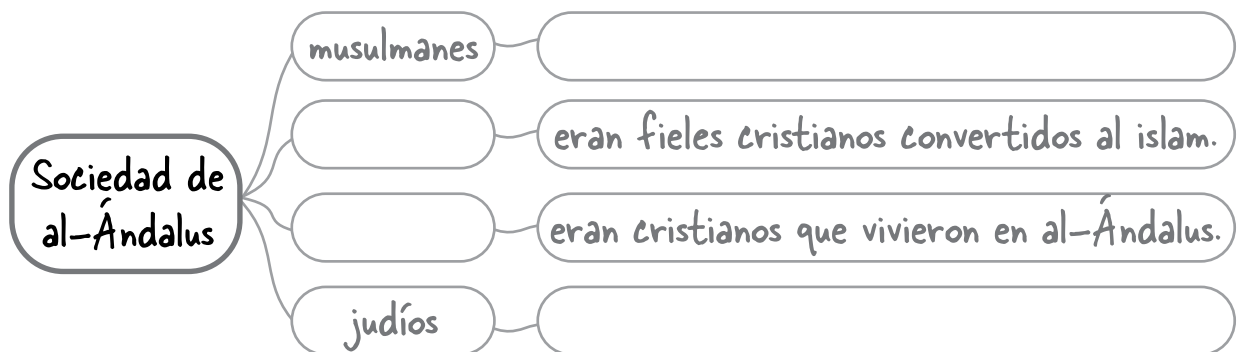 musulmanes
eran fieles cristianos convertidos al islam.
Sociedad de
al-Ándalus
eran cristianos que vivieron en al-Ándalus.
judíos